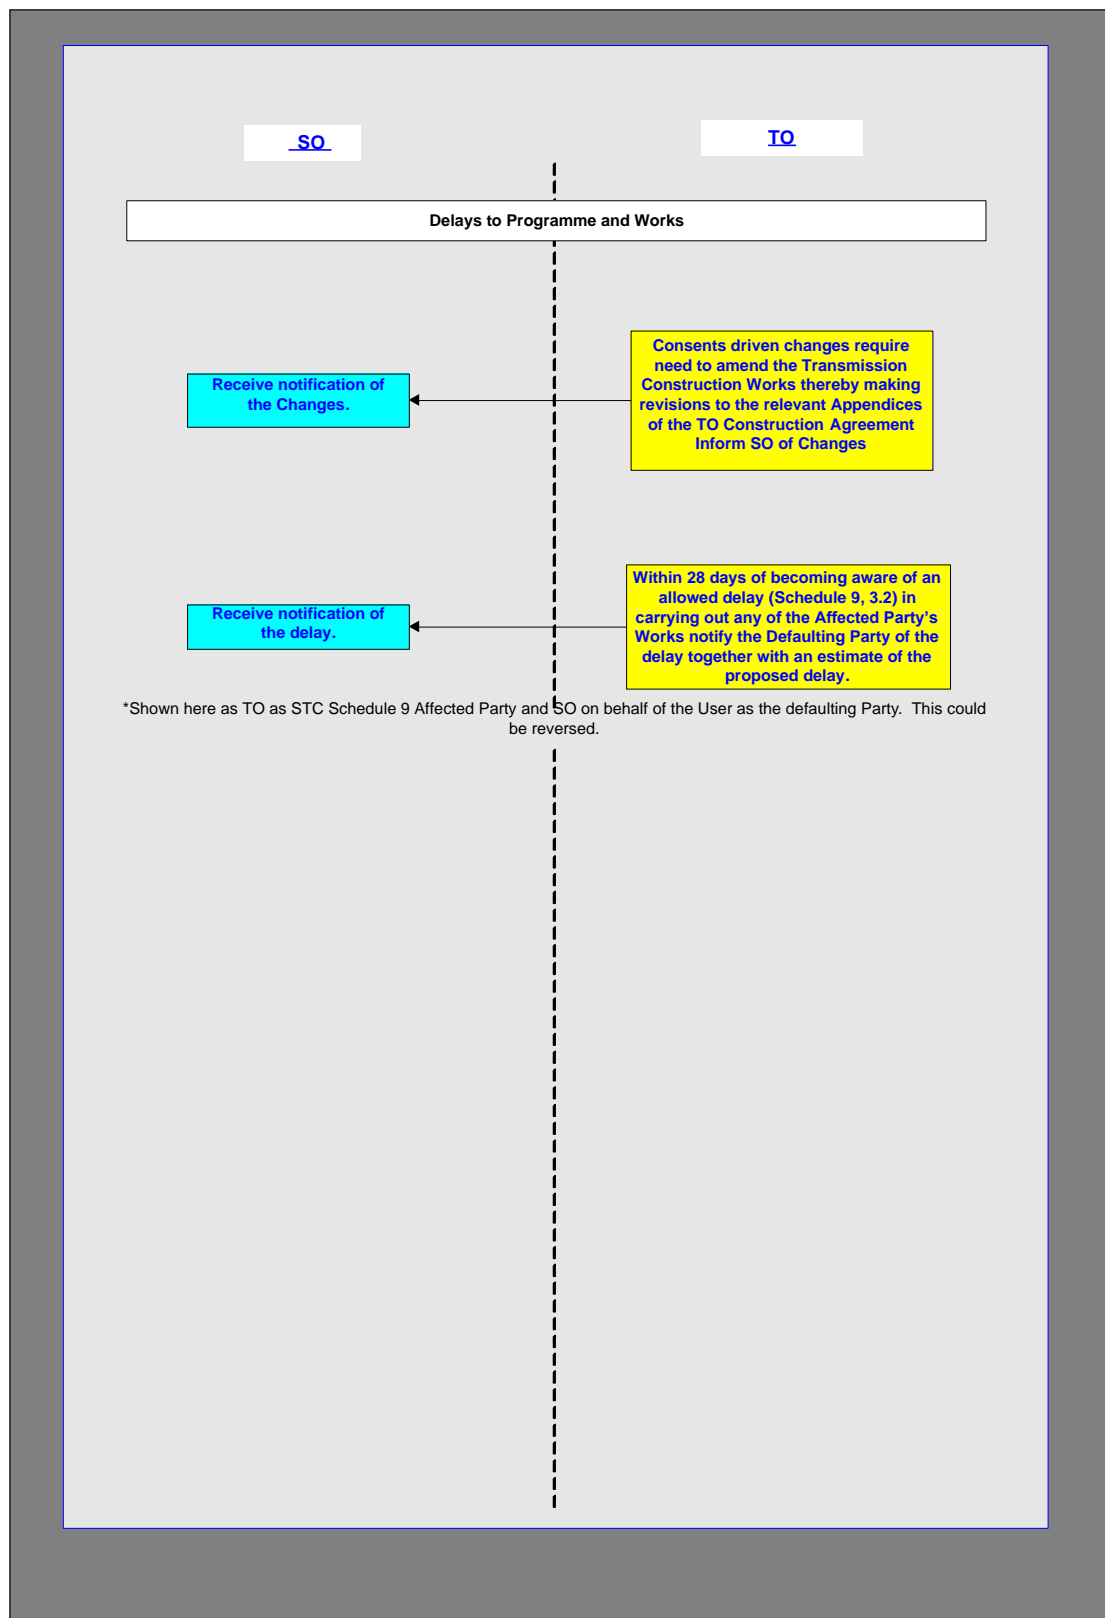 SO
TO
Delays to Programme and Works
Receive notification of
the Changes.
Consents driven changes require
need to amend the Transmission
Construction Works thereby making
revisions to the relevant Appendices
of the TO Construction Agreement
Inform SO of Changes
Receive notification of
the delay.
Within 28 days of becoming aware of an
allowed delay (Schedule 9, 3.2) in
carrying out any of the Affected Party's
Works notify the Defaulting Party of the
delay together with an estimate of the
proposed delay.
*Shown here as TO as STC Schedule 9 Affected Party and SO on behalf of the User as the defaulting Party.  This could
be reversed.